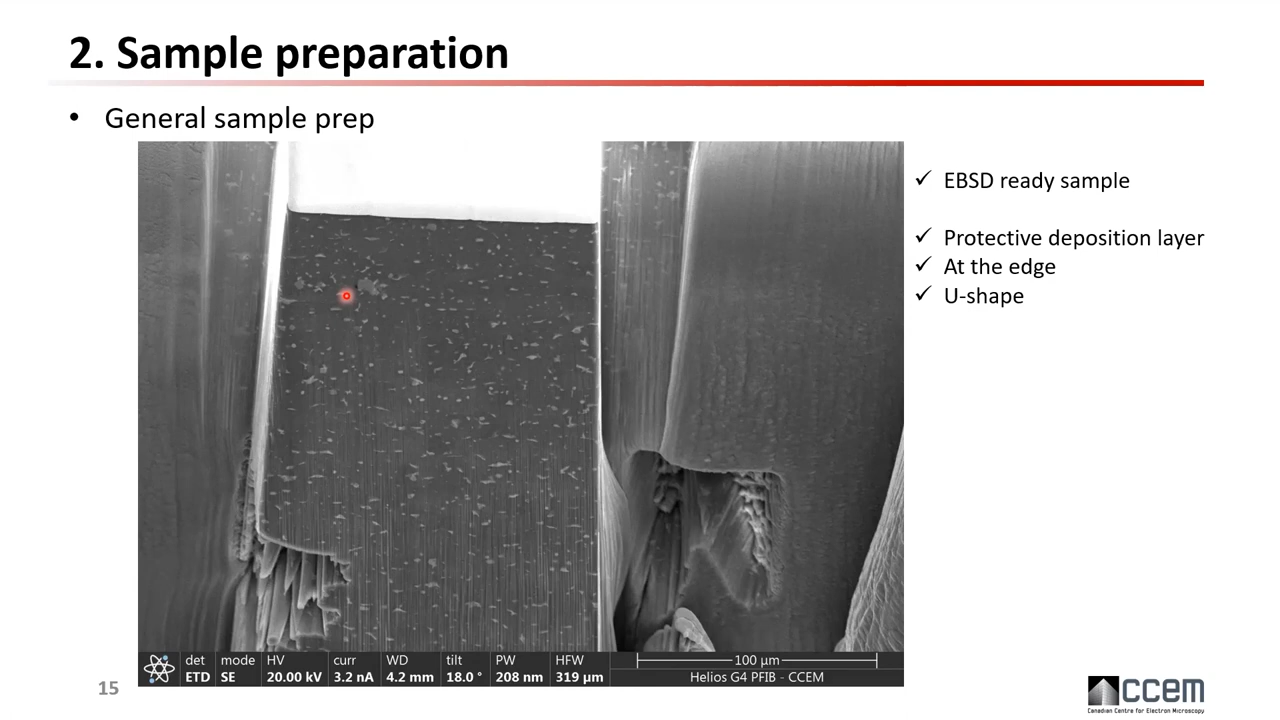 2. Sample preparation
• General sample prep
✓ EBSD ready sample
✓ Protective deposition layer
✓ At the edge
✓ U-shape
det mode HV curr WD tilt PW HFW 100 µm
ETD SE 20.00 kV 3.2 nA 4.2 mm 18.0 ° 208 nm 319 µm Helios G4 PFIB - CCEM
15
ccem
Canadian Centre for Electron Microscopy